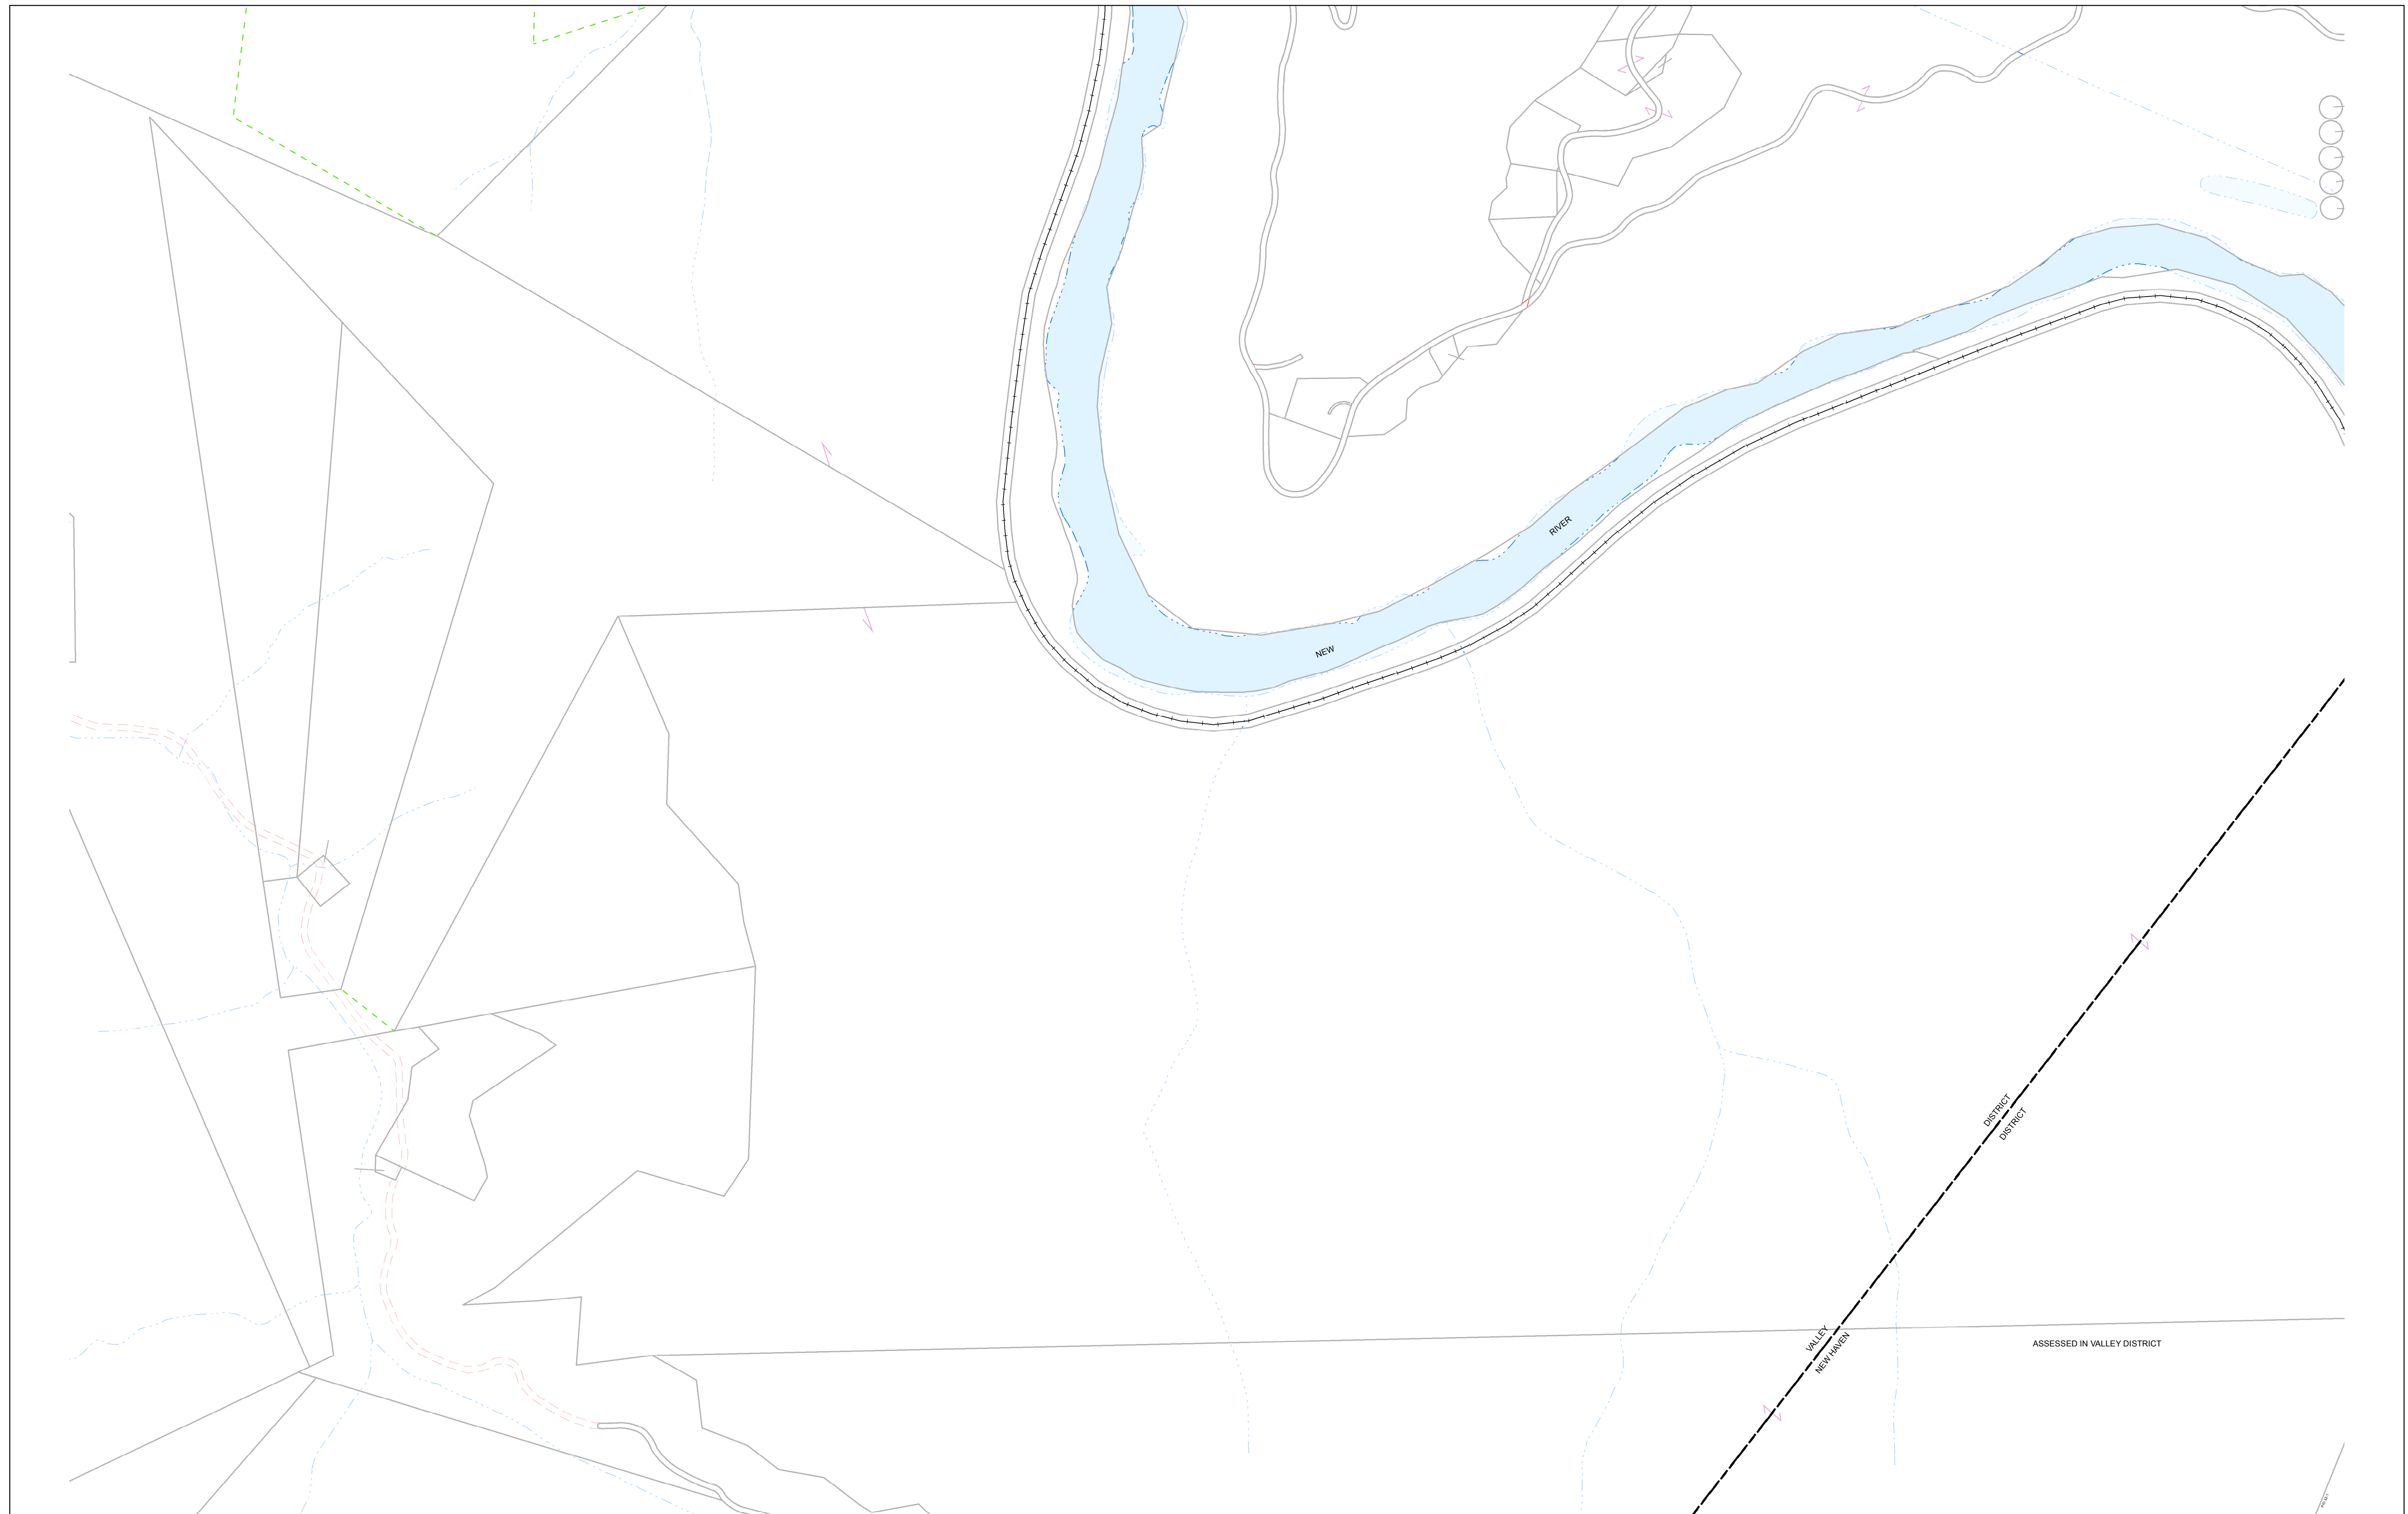 RIVER
NEW
DISTRICT
DISTRICT
VALLEY
NEW HAVEN
ASSESSED IN VALLEY DISTRICT